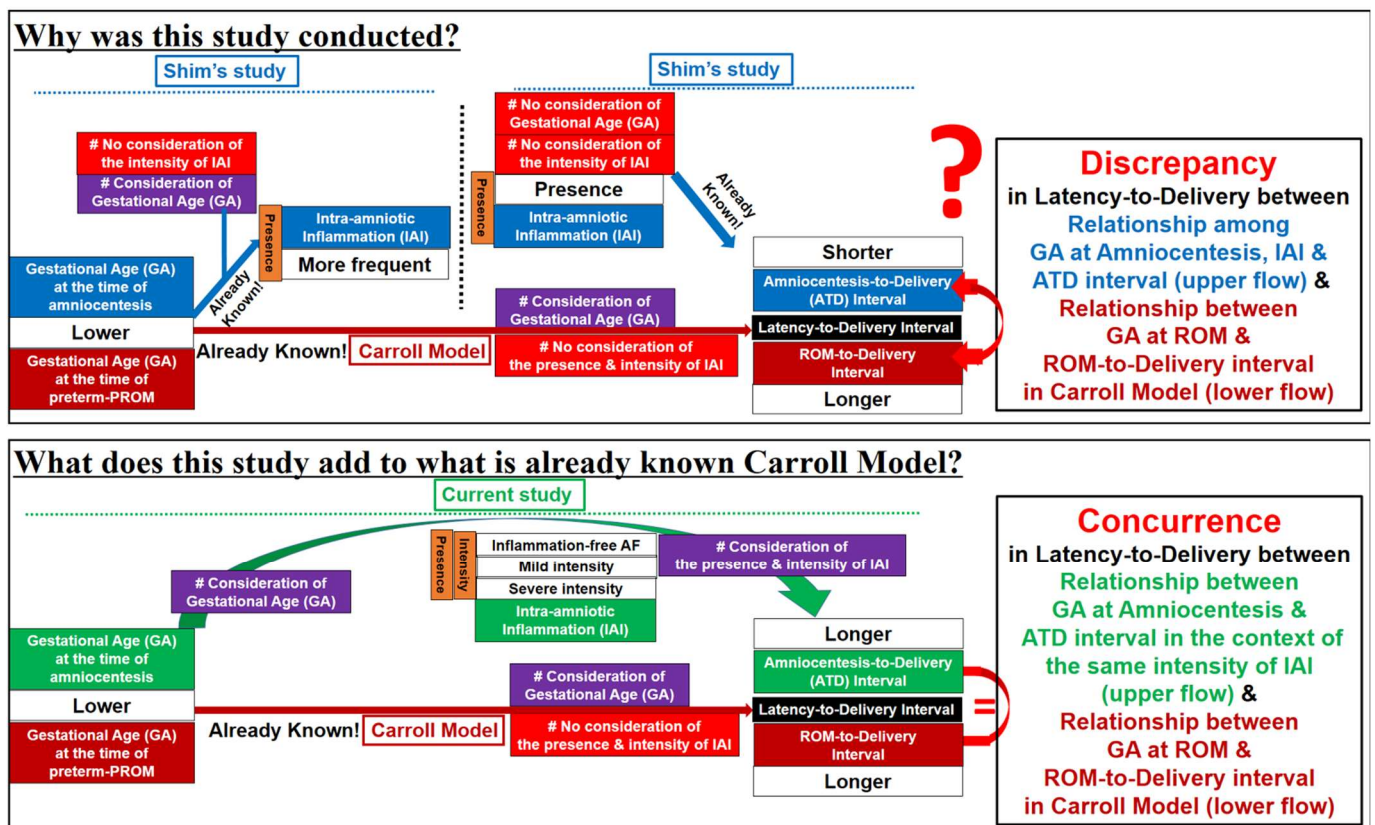 Why was this study conducted?
Shim's study
Shim's study
# No consideration of
the intensity of IAI
# Consideration of
Gestational Age (GA)
Presence
Intra-amniotic
Inflammation (IAI)
More frequent
Already Known!
Gestational Age (GA)
at the time of
amniocentesis
Lower
Gestational Age (GA)
at the time of
preterm-PROM
# No consideration of
Gestational Age (GA)
# No consideration of
the intensity of IAI
Presence
Presence
Intra-amniotic
Inflammation (IAI)
Already
Known!
Already Known!
Carroll Model
# Consideration of
Gestational Age (GA)
# No consideration of
the presence & intensity of IAI
Shorter
Amniocentesis-to-Delivery
(ATD) Interval
Latency-to-Delivery Interval
ROM-to-Delivery
Interval
Longer
?
Discrepancy
in Latency-to-Delivery between
Relationship among
GA at Amniocentesis, IAI &
ATD interval (upper flow) &
Relationship between
GA at ROM &
ROM-to-Delivery interval
in Carroll Model (lower flow)
What does this study add to what is already known Carroll Model?
Current study
# Consideration of
Gestational Age (GA)
Presence
Intensity
Inflammation-free AF
Mild intensity
Severe intensity
Intra-amniotic
Inflammation (IAI)
# Consideration of
the presence & intensity of IAI
Gestational Age (GA)
at the time of
amniocentesis
Lower
Gestational Age (GA)
at the time of
preterm-PROM
Already Known!
Carroll Model
# Consideration of
Gestational Age (GA)
# No consideration of
the presence & intensity of IAI
Longer
Amniocentesis-to-Delivery
(ATD) Interval
Latency-to-Delivery Interval
ROM-to-Delivery
Interval
Longer
=
Concurrence
in Latency-to-Delivery between
Relationship between
GA at Amniocentesis &
ATD interval in the context of
the same intensity of IAI
(upper flow) &
Relationship between
GA at ROM &
ROM-to-Delivery interval
in Carroll Model (lower flow)